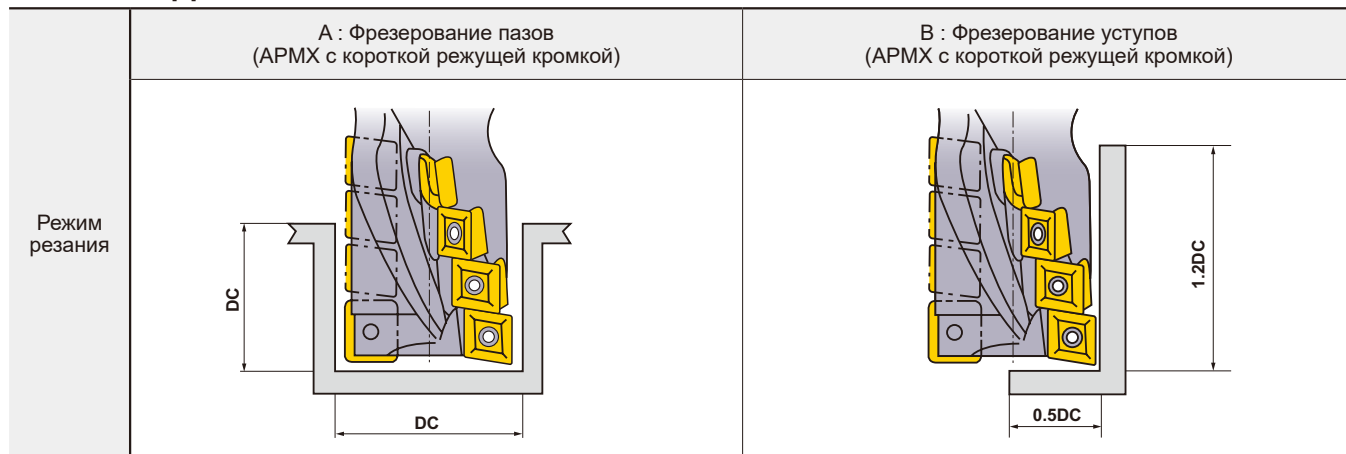 A : Фрезерование пазов
(APMX с короткой режущей кромкой)
B : Фрезерование уступов
(APMX с короткой режущей кромкой)
Режим
резания
DC
DC
1.2DC
0.5DC